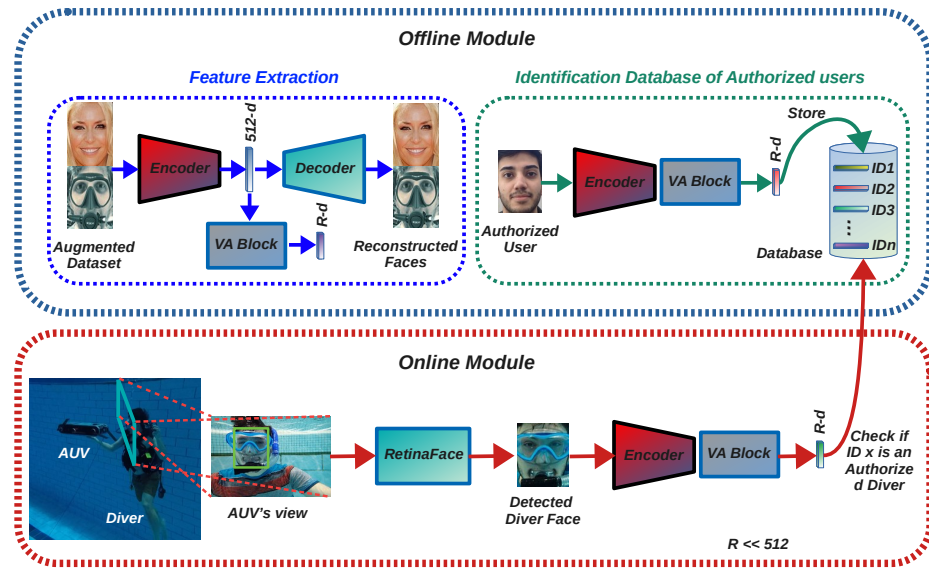 Offline Module
Feature Extraction
Identification Database of Authorized users
512-d
Encoder
Decoder
VA Block
R-d
Augmented
Dataset
Reconstructed
Faces
Authorized
User
Encoder
VA Block
R-d
Store
ID1
ID2
ID3
IDn
Database
Online Module
AUV
Diver
AUV's view
RetinaFace
Detected
Diver Face
Encoder
VA Block
R-d
Check if
ID x is an
Authorize
d Diver
R << 512